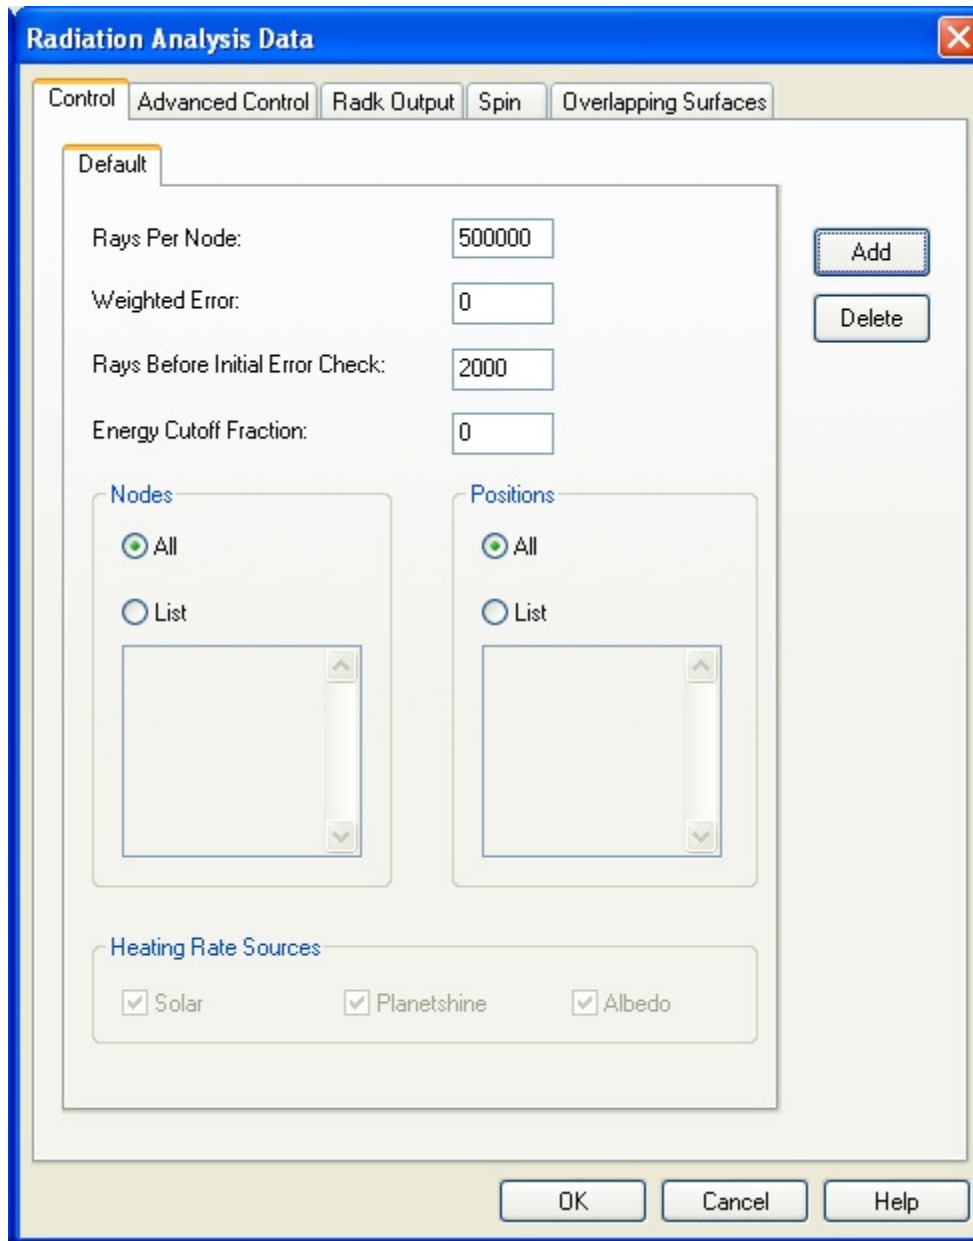 Radiation Analysis Data
Control Advanced Control Radk Output Spin Overlapping Surfaces
Default
Rays Per Node: 500000
Weighted Error: 0
Rays Before Initial Error Check: 2000
Energy Cutoff Fraction: 0
Add
Delete
Nodes
All
List
Positions
All
List
Heating Rate Sources
Solar Planetshine Albedo
OK Cancel Help